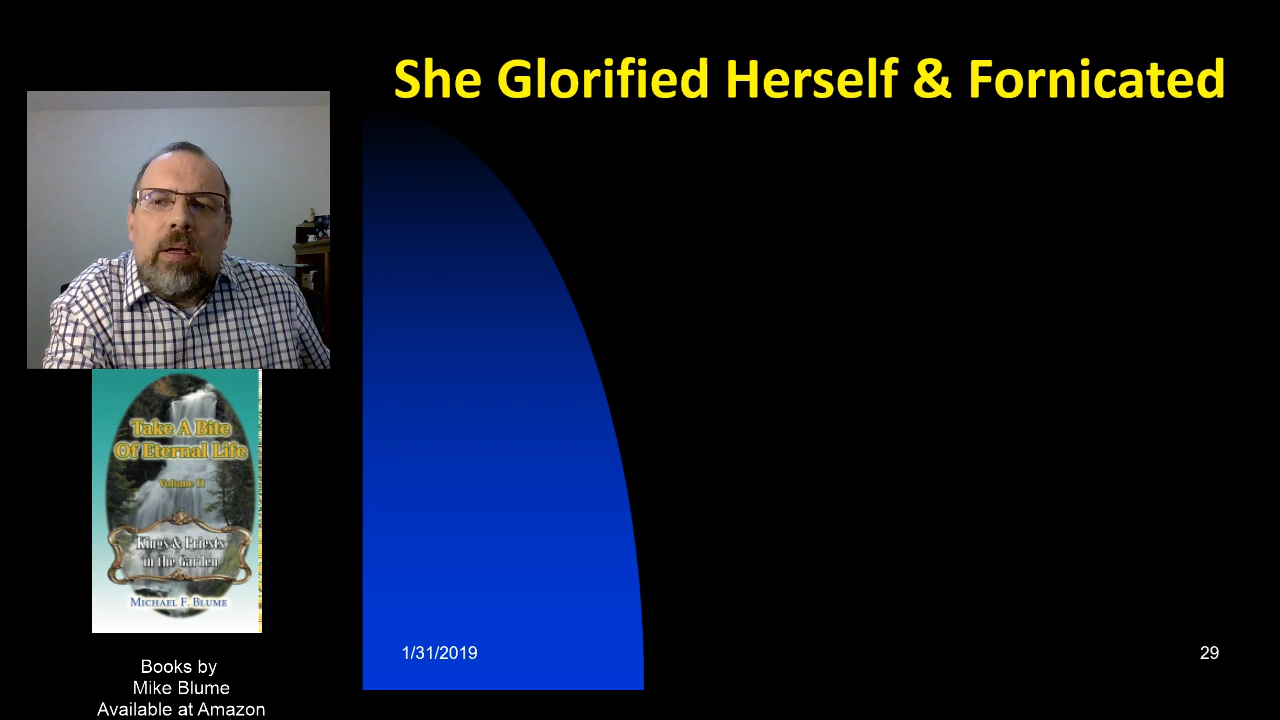 She Glorified Herself & Fornicated
Take A Bite
Of Eternal Life
Volume II
Kings & Priests
in the Garden
MICHAEL F. BLUME
Books by
Mike Blume
Available at Amazon
1/31/2019
29